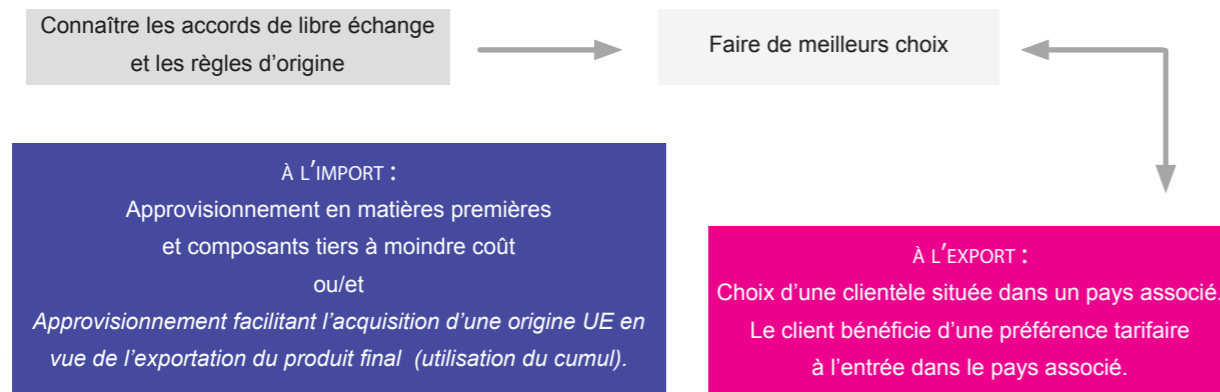 Connaître les accords de libre échange
et les règles d’origine
Faire de meilleurs choix
À L’IMPORT :
Approvisionnement en matières premières
et composants tiers à moindre coût
ou/et
Approvisionnement facilitant l’acquisition d’une origine UE en
vue de l’exportation du produit final (utilisation du cumul).
À L’EXPORT :
Choix d’une clientèle située dans un pays associé.
Le client bénéficie d’une préférence tarifaire
à l’entrée dans le pays associé.